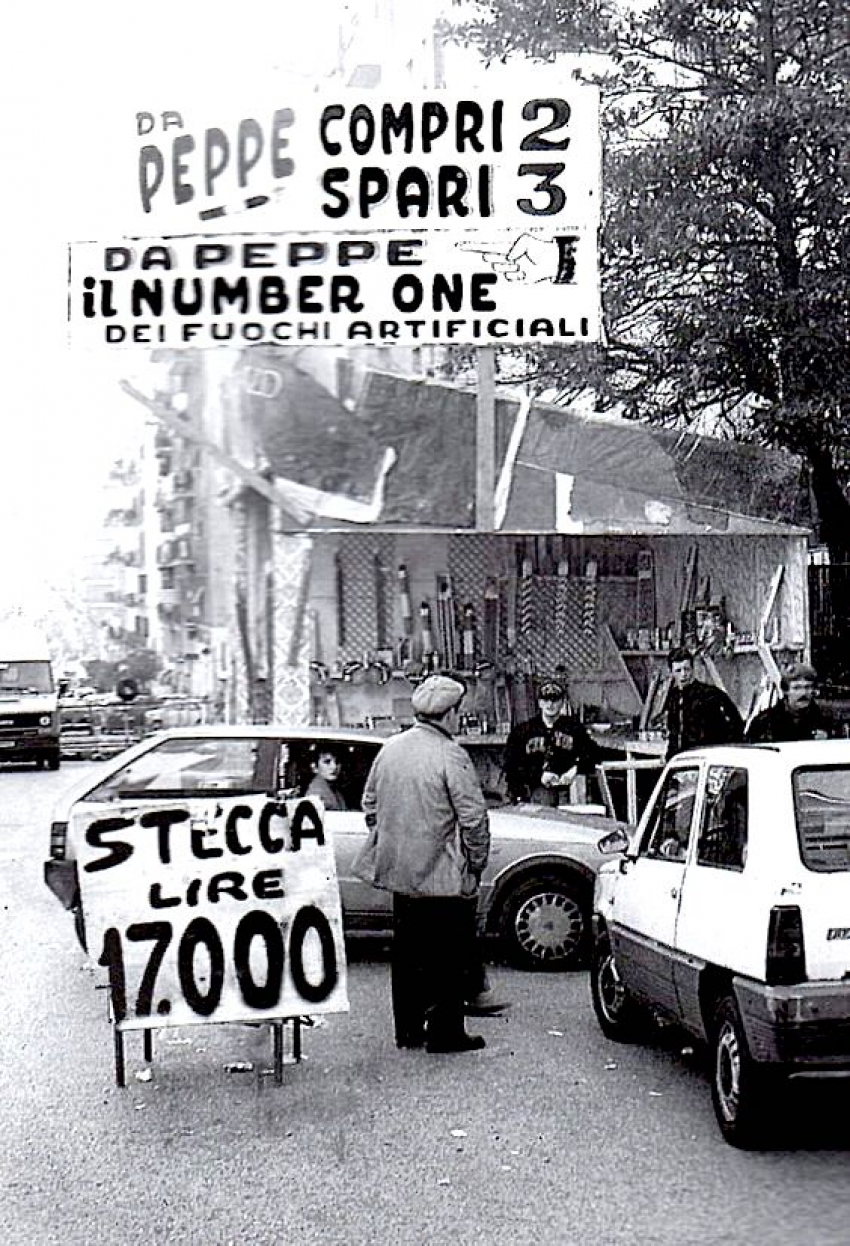 DA
PEPPE
COMPRI 2
SPARI 3
DA PEPPE
il NUMBER ONE
DEI FUOCHI ARTIFICIALI
STECCA
LIRE
17.000